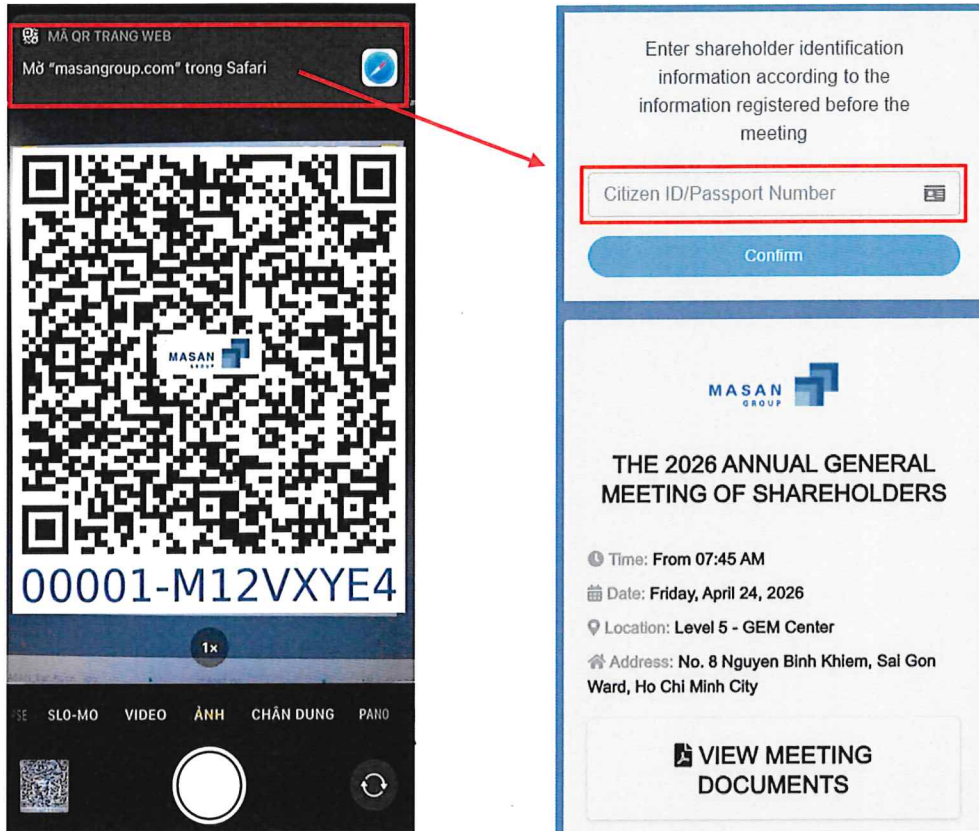 MÃ QR TRANG WEB
Mở "masangroup.com" trong Safari
MASAN
GROUP
00001-M12VXYE4
1x
SLO-MO VIDEO ẢNH CHÂN DUNG PANO
Enter shareholder identification
information according to the
information registered before the
meeting
Citizen ID/Passport Number
Confirm
MASAN
GROUP
THE 2026 ANNUAL GENERAL
MEETING OF SHAREHOLDERS
Time: From 07:45 AM
Date: Friday, April 24, 2026
Location: Level 5 - GEM Center
Address: No. 8 Nguyen Binh Khiem, Sai Gon
Ward, Ho Chi Minh City
VIEW MEETING
DOCUMENTS